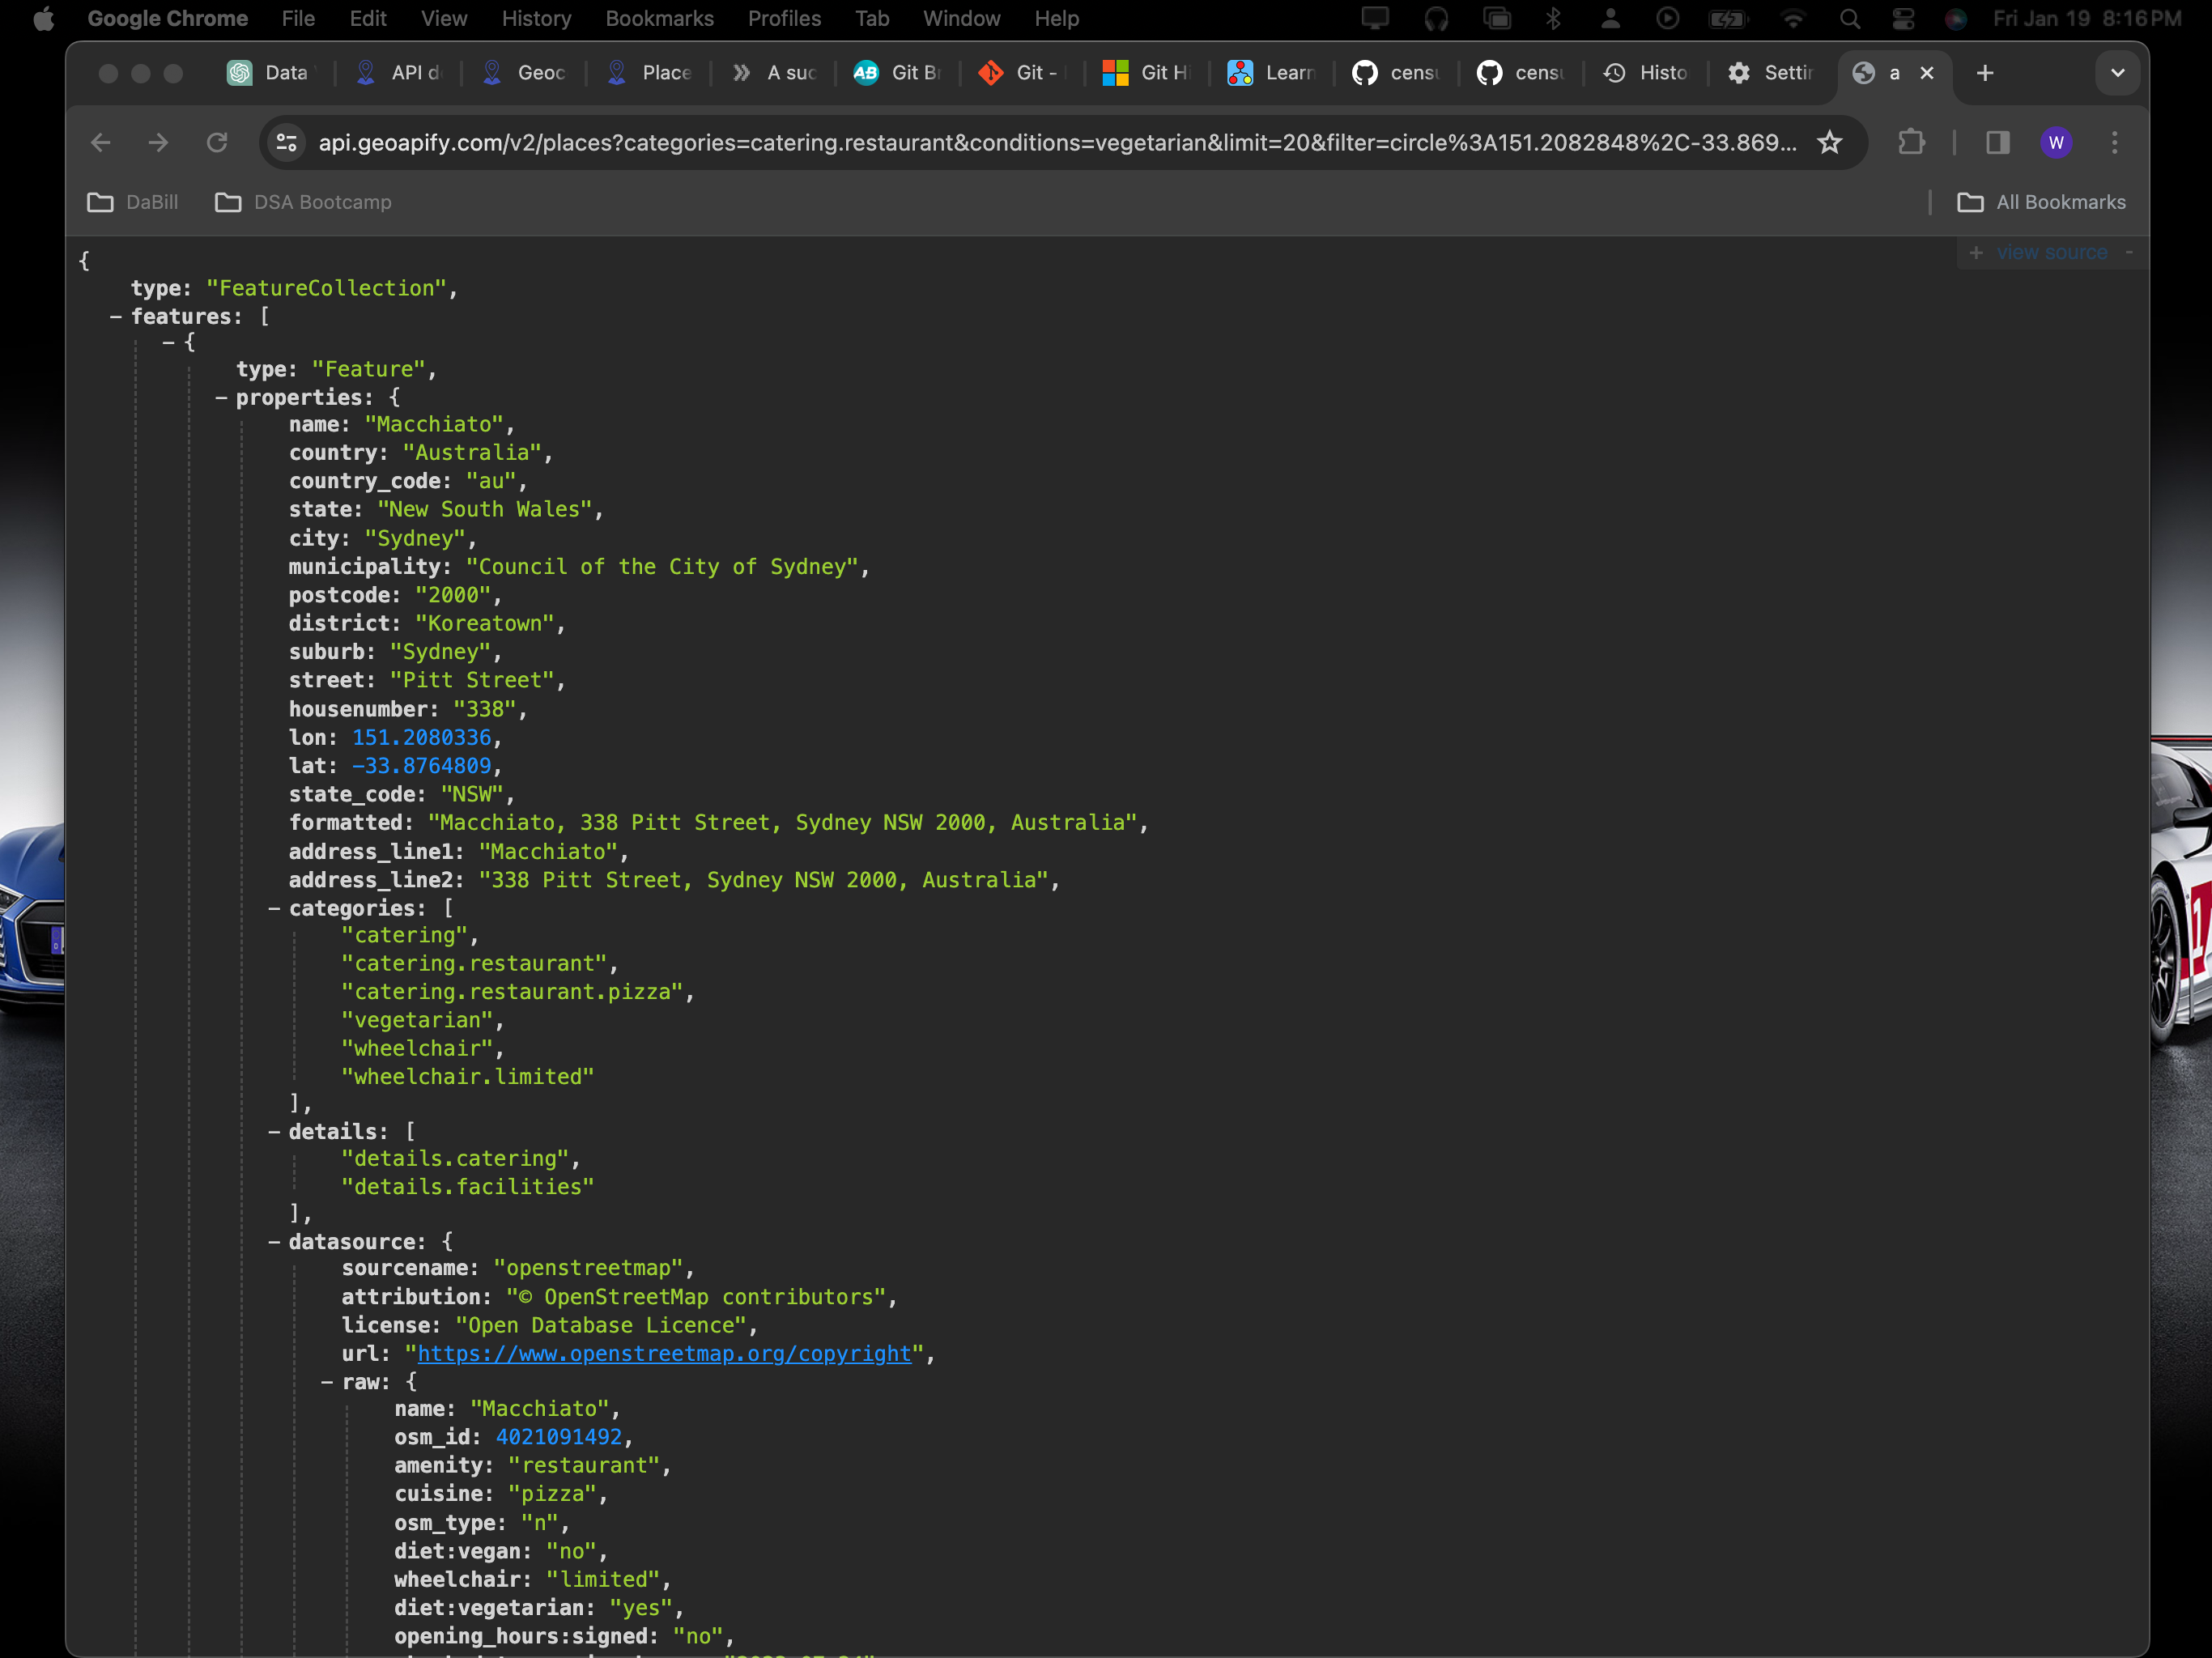 Google Chrome File Edit View History Bookmarks Profiles Tab Window Help Fri Jan 19 8:16 PM
Data API d Geoc Place A suc AB Git Br Git - Git Hi Learn censu censu Histo Settin a
api.geoapify.com/v2/places?categories=catering.restaurant&conditions=vegetarian&limit=20&filter=circle%3A151.2082848%2C-33.869... W
DaBill DSA Bootcamp All Bookmarks
+ view source -
{
type: "FeatureCollection",
– features: [
– {
type: "Feature",
– properties: {
name: "Macchiato",
country: "Australia",
country_code: "au",
state: "New South Wales",
city: "Sydney",
municipality: "Council of the City of Sydney",
postcode: "2000",
district: "Koreatown",
suburb: "Sydney",
street: "Pitt Street",
housenumber: "338",
lon: 151.2080336,
lat: -33.8764809,
state_code: "NSW",
formatted: "Macchiato, 338 Pitt Street, Sydney NSW 2000, Australia",
address_line1: "Macchiato",
address_line2: "338 Pitt Street, Sydney NSW 2000, Australia",
– categories: [
"catering",
"catering.restaurant",
"catering.restaurant.pizza",
"vegetarian",
"wheelchair",
"wheelchair.limited"
],
– details: [
"details.catering",
"details.facilities"
],
– datasource: {
sourcename: "openstreetmap",
attribution: "© OpenStreetMap contributors",
license: "Open Database Licence",
url: "https://www.openstreetmap.org/copyright",
– raw: {
name: "Macchiato",
osm_id: 4021091492,
amenity: "restaurant",
cuisine: "pizza",
osm_type: "n",
diet:vegan: "no",
wheelchair: "limited",
diet:vegetarian: "yes",
opening_hours:signed: "no",